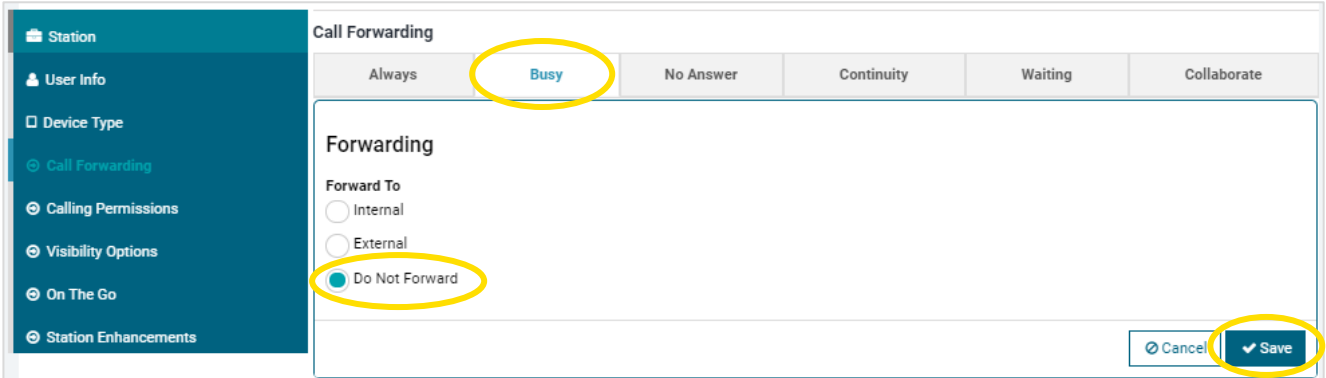 Station
User Info
Device Type
Call Forwarding
Calling Permissions
Visibility Options
On The Go
Station Enhancements
Call Forwarding
Always Busy No Answer Continuity Waiting Collaborate
Forwarding
Forward To
Internal
External
Do Not Forward
Cancel Save